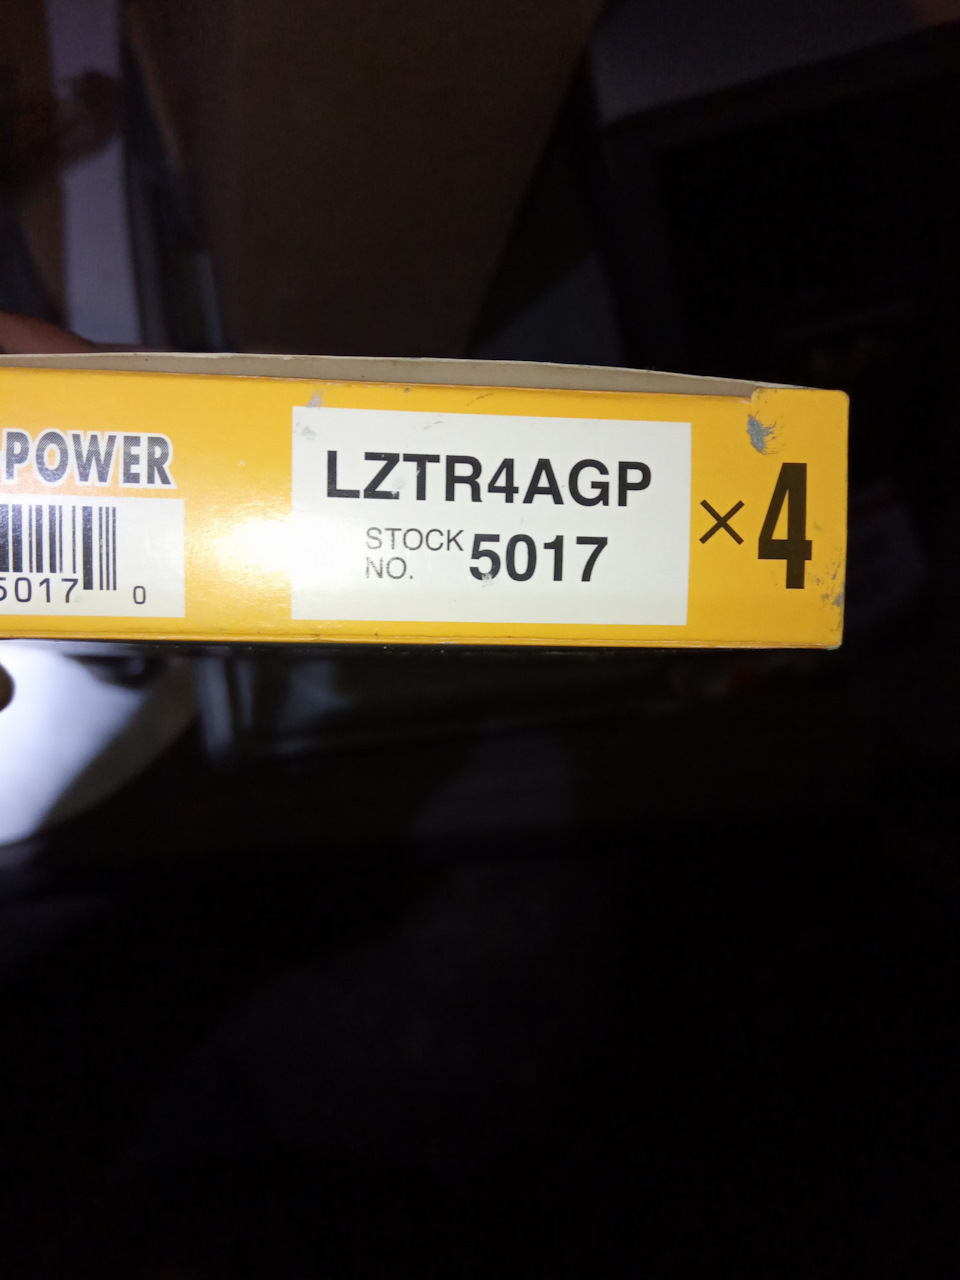 -POWER
5017 0
LZTR4AGP
STOCK NO. 5017
×4